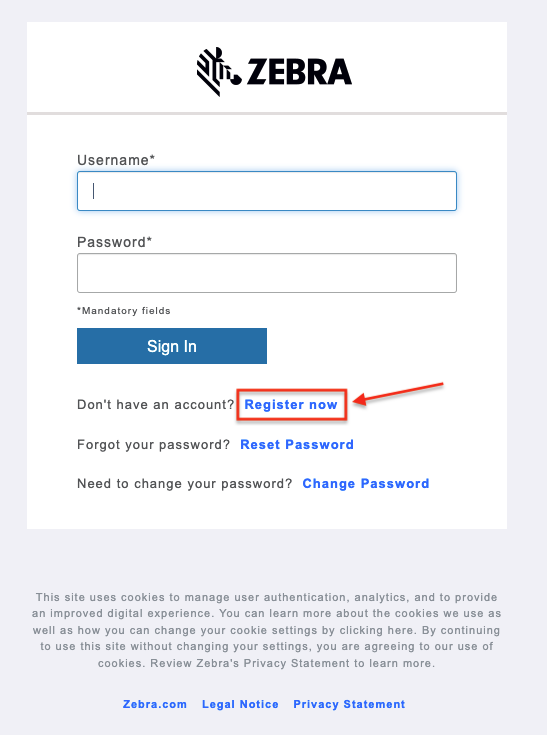 ZEBRA
Username*
Password*
*Mandatory fields
Sign In
Don't have an account? Register now
Forgot your password? Reset Password
Need to change your password? Change Password
This site uses cookies to manage user authentication, analytics, and to provide
an improved digital experience. You can learn more about the cookies we use as
well as how you can change your cookie settings by clicking here. By continuing
to use this site without changing your settings, you are agreeing to our use of
cookies. Review Zebra's Privacy Statement to learn more.
Zebra.com Legal Notice Privacy Statement